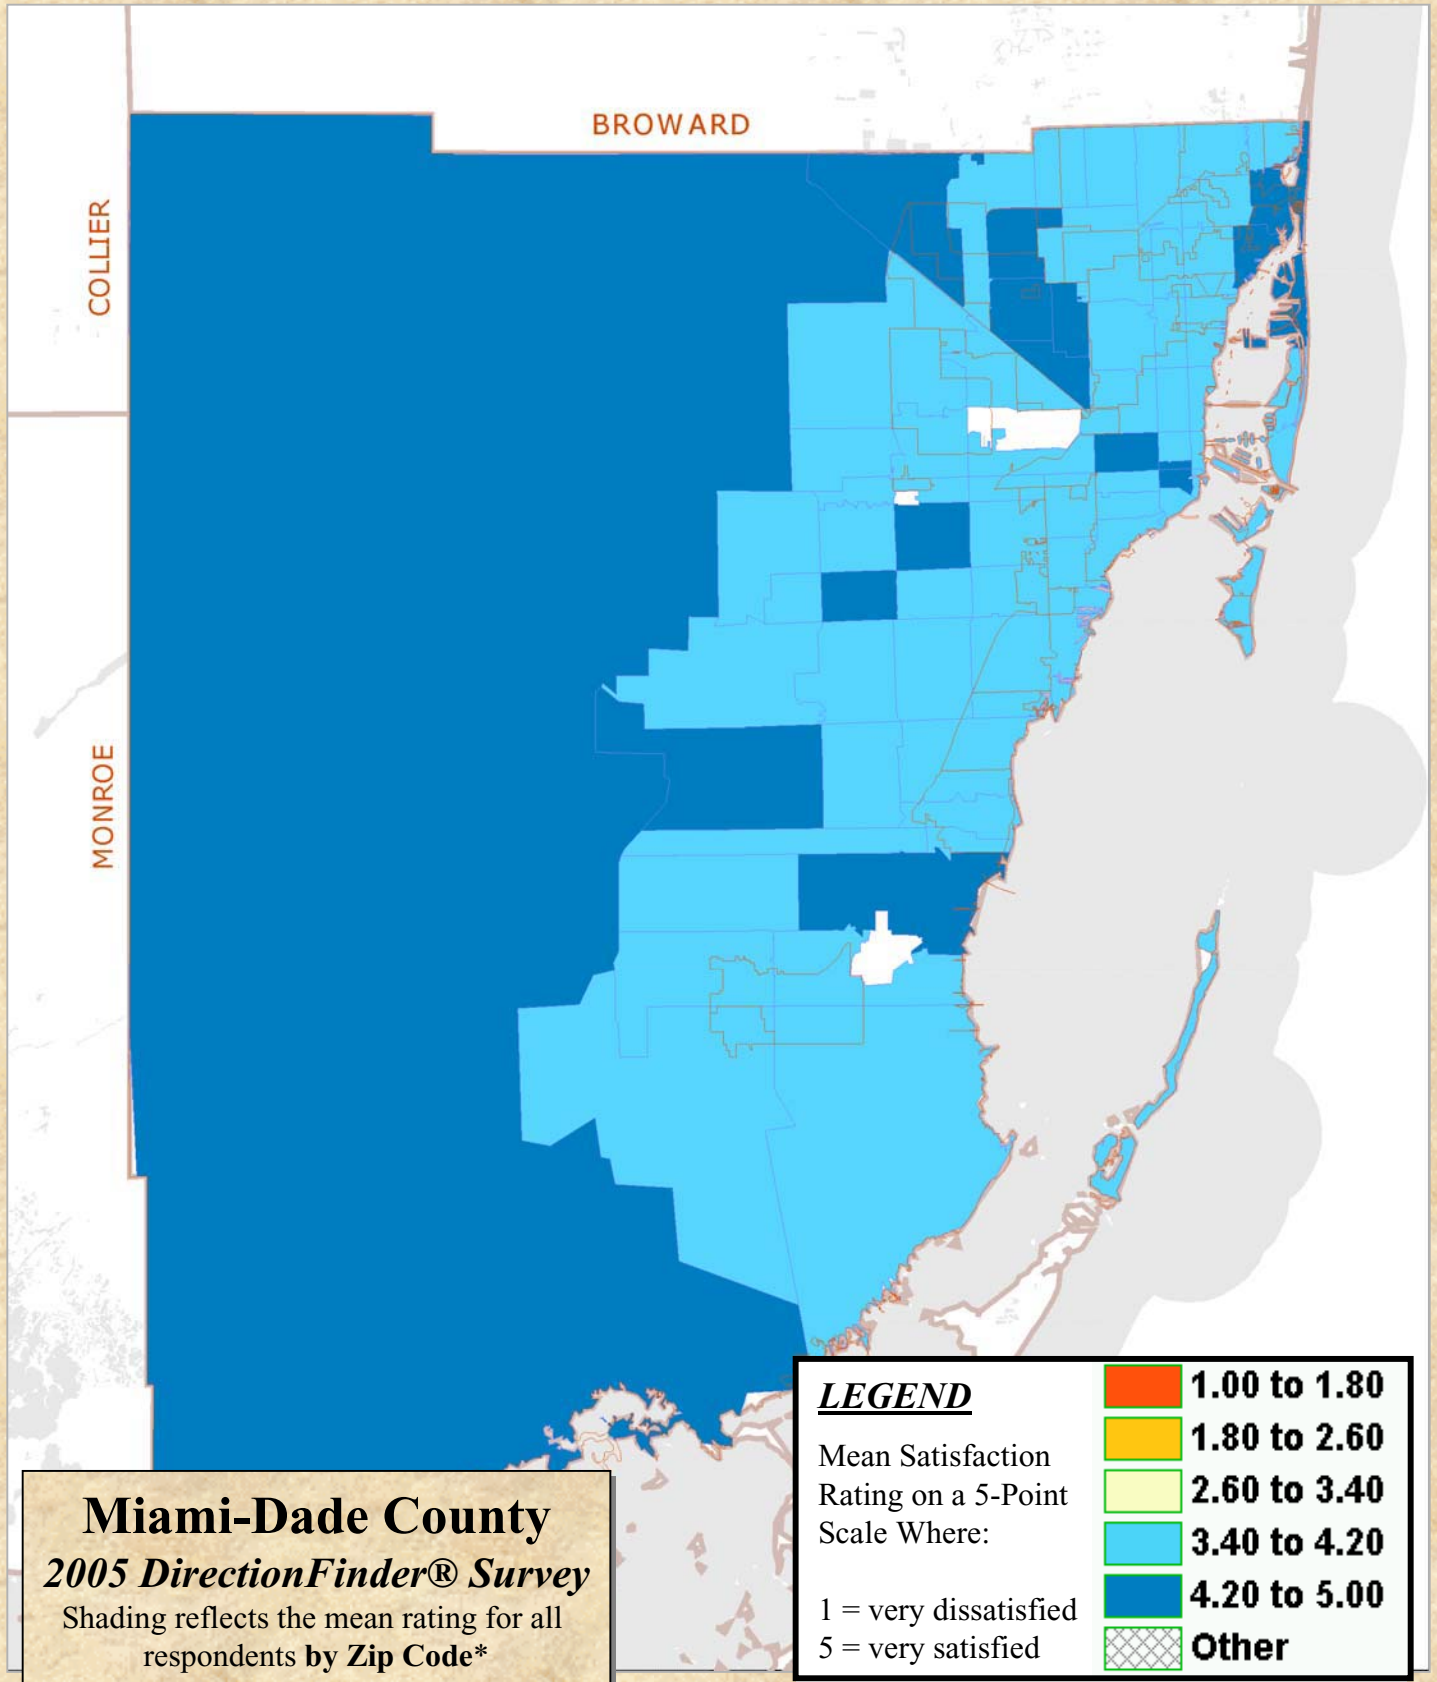 BROWARD
COLLIER
MONROE
LEGEND
Mean Satisfaction
Rating on a 5-Point
Scale Where:
1 = very dissatisfied
5 = very satisfied
1.00 to 1.80
1.80 to 2.60
2.60 to 3.40
3.40 to 4.20
4.20 to 5.00
Other
Miami-Dade County
2005 DirectionFinder® Survey
Shading reflects the mean rating for all
respondents by Zip Code*